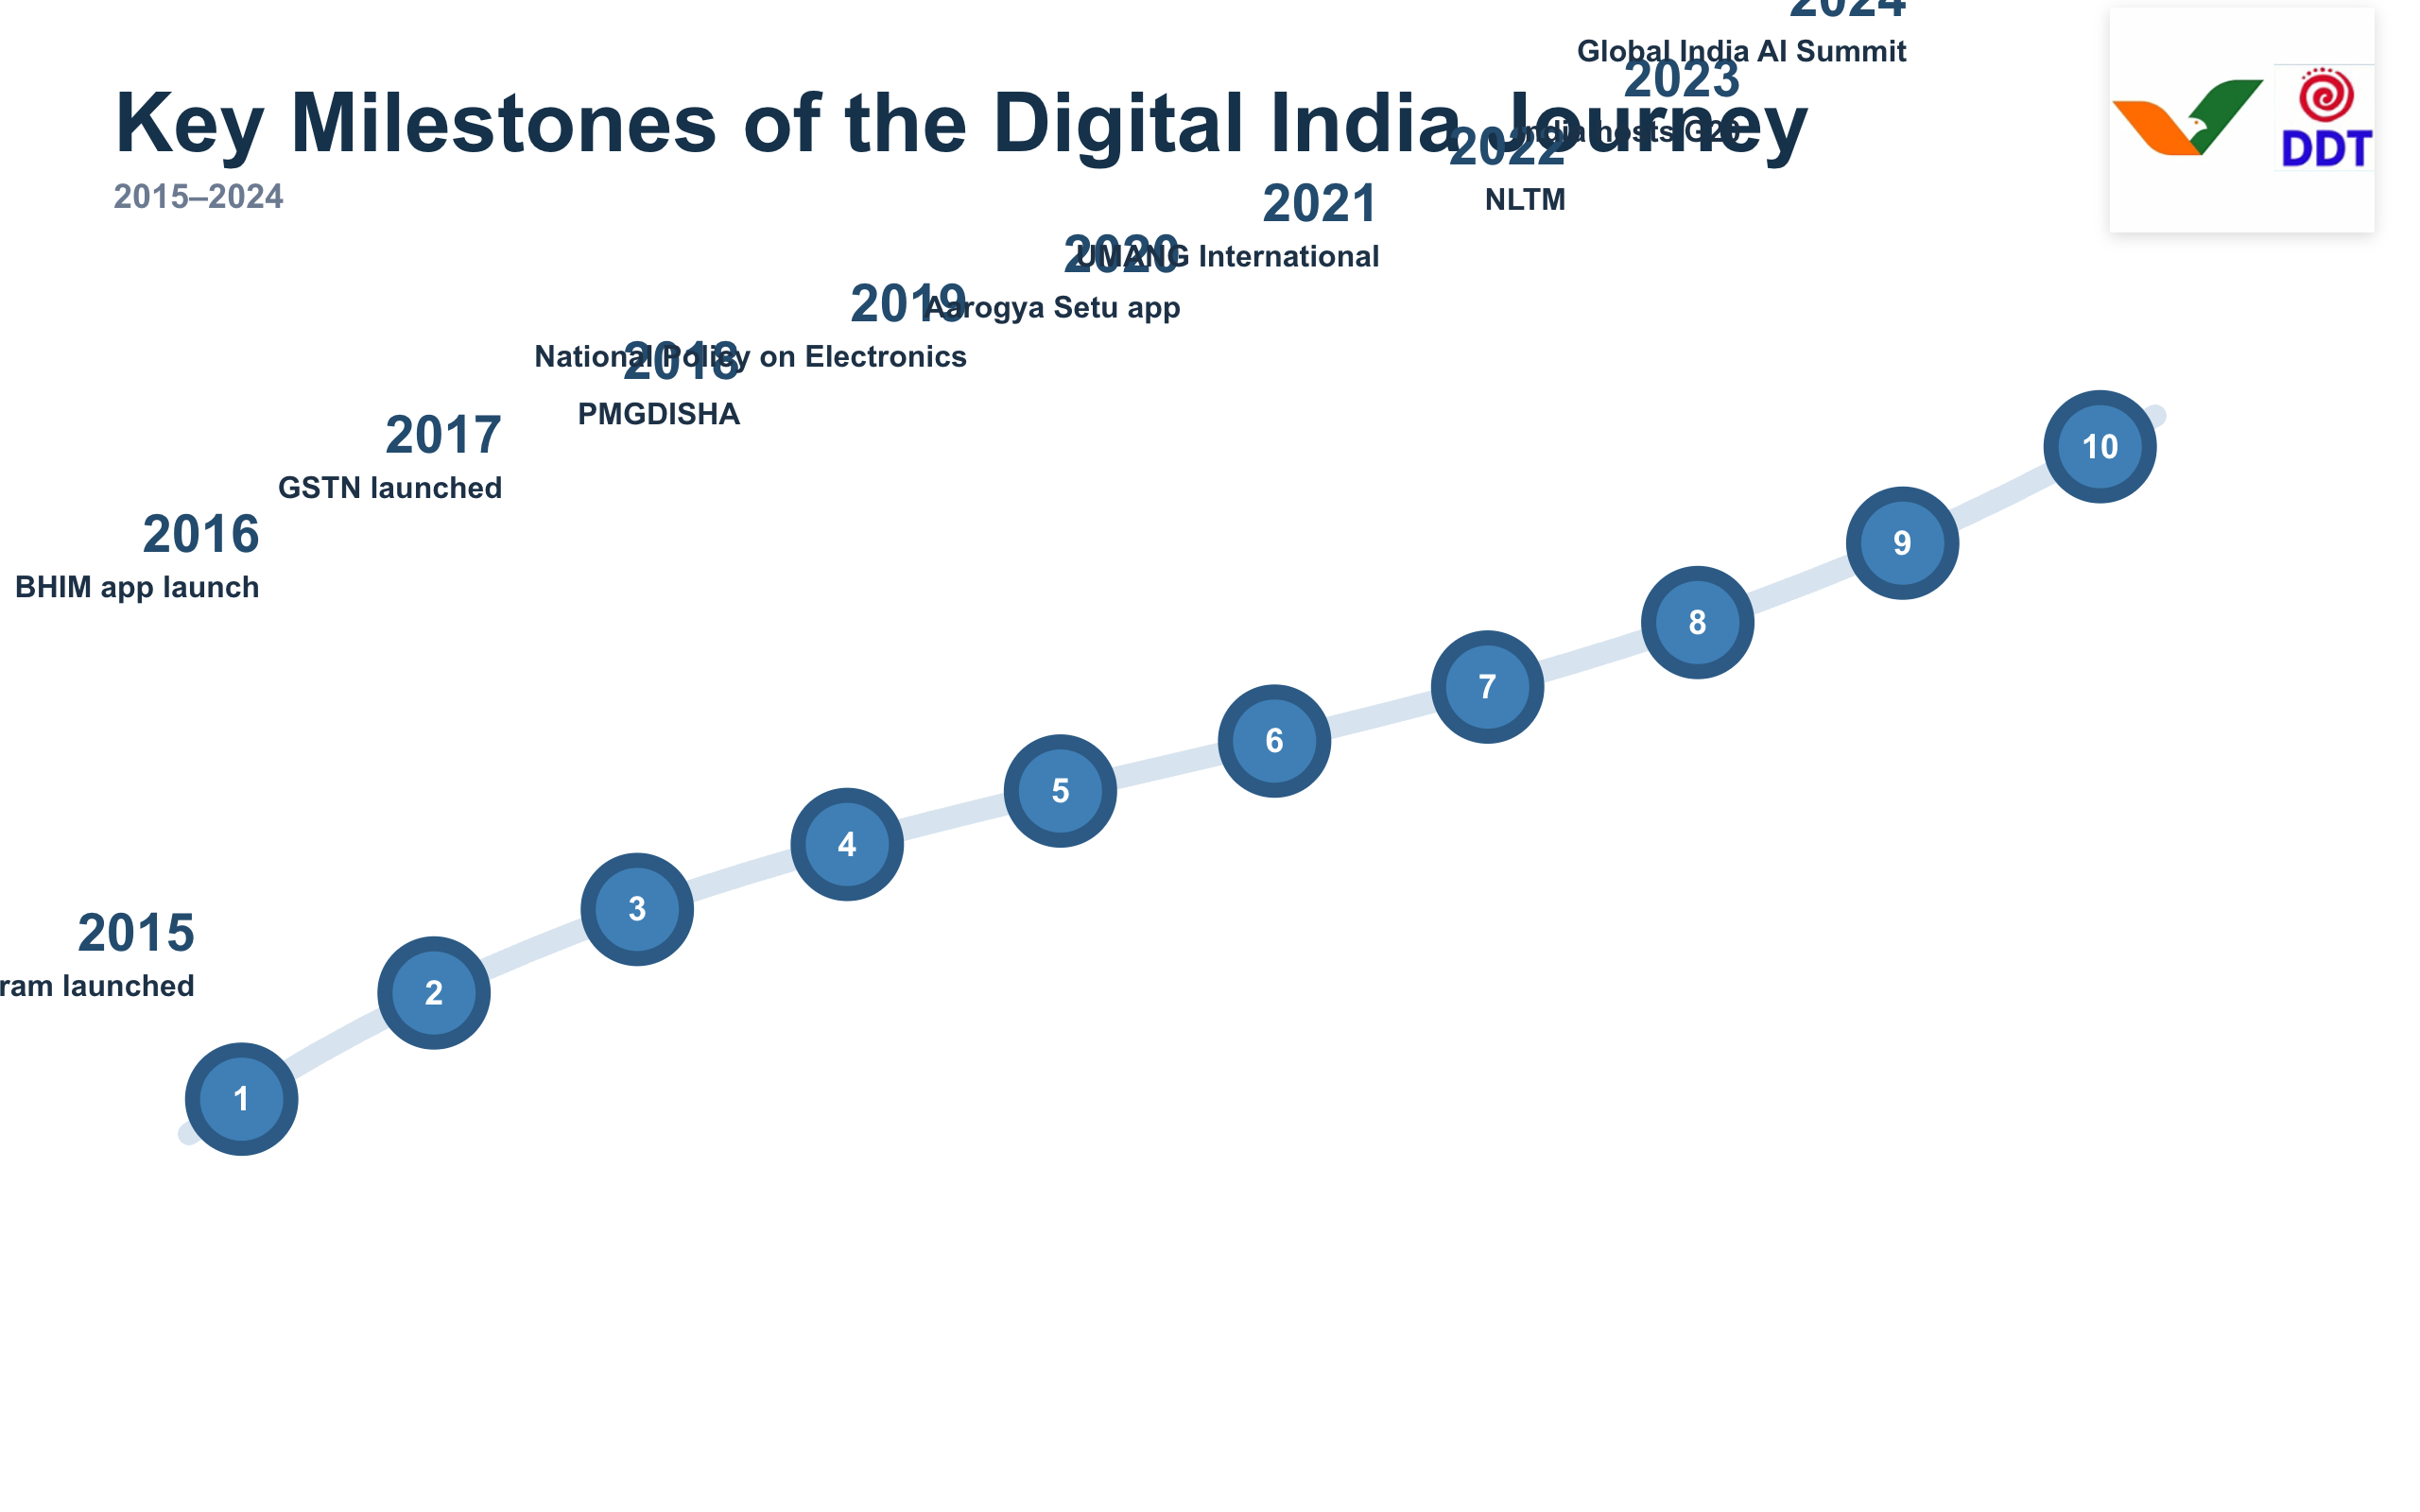 Key Milestones of the Digital India Journey
2015–2024
2024
Global India AI Summit
2023
India hosts G20
2022
NLTM
2021
UMANG International
2020
Aarogya Setu app
2019
National Policy on Electronics
2018
PMGDISHA
2017
GSTN launched
2016
BHIM app launch
2015
launched
DDT
10
9
8
7
6
5
4
3
2
1